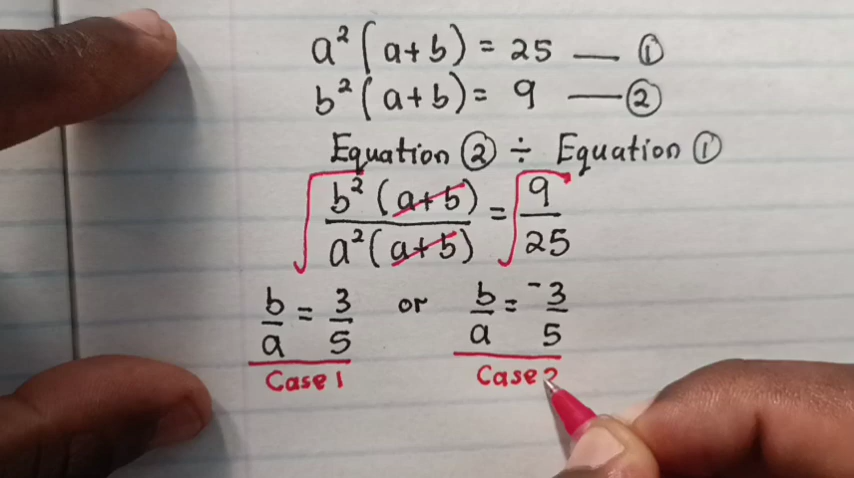 a² (a+b) = 25 — ①
b² (a+b) = 9 — ②
Equation ② ÷ Equation ①
√(b² (a+b) / a² (a+b)) = √(9 / 25)
b/a = 3/5 or b/a = ⁻3/5
Case 1 Case 2